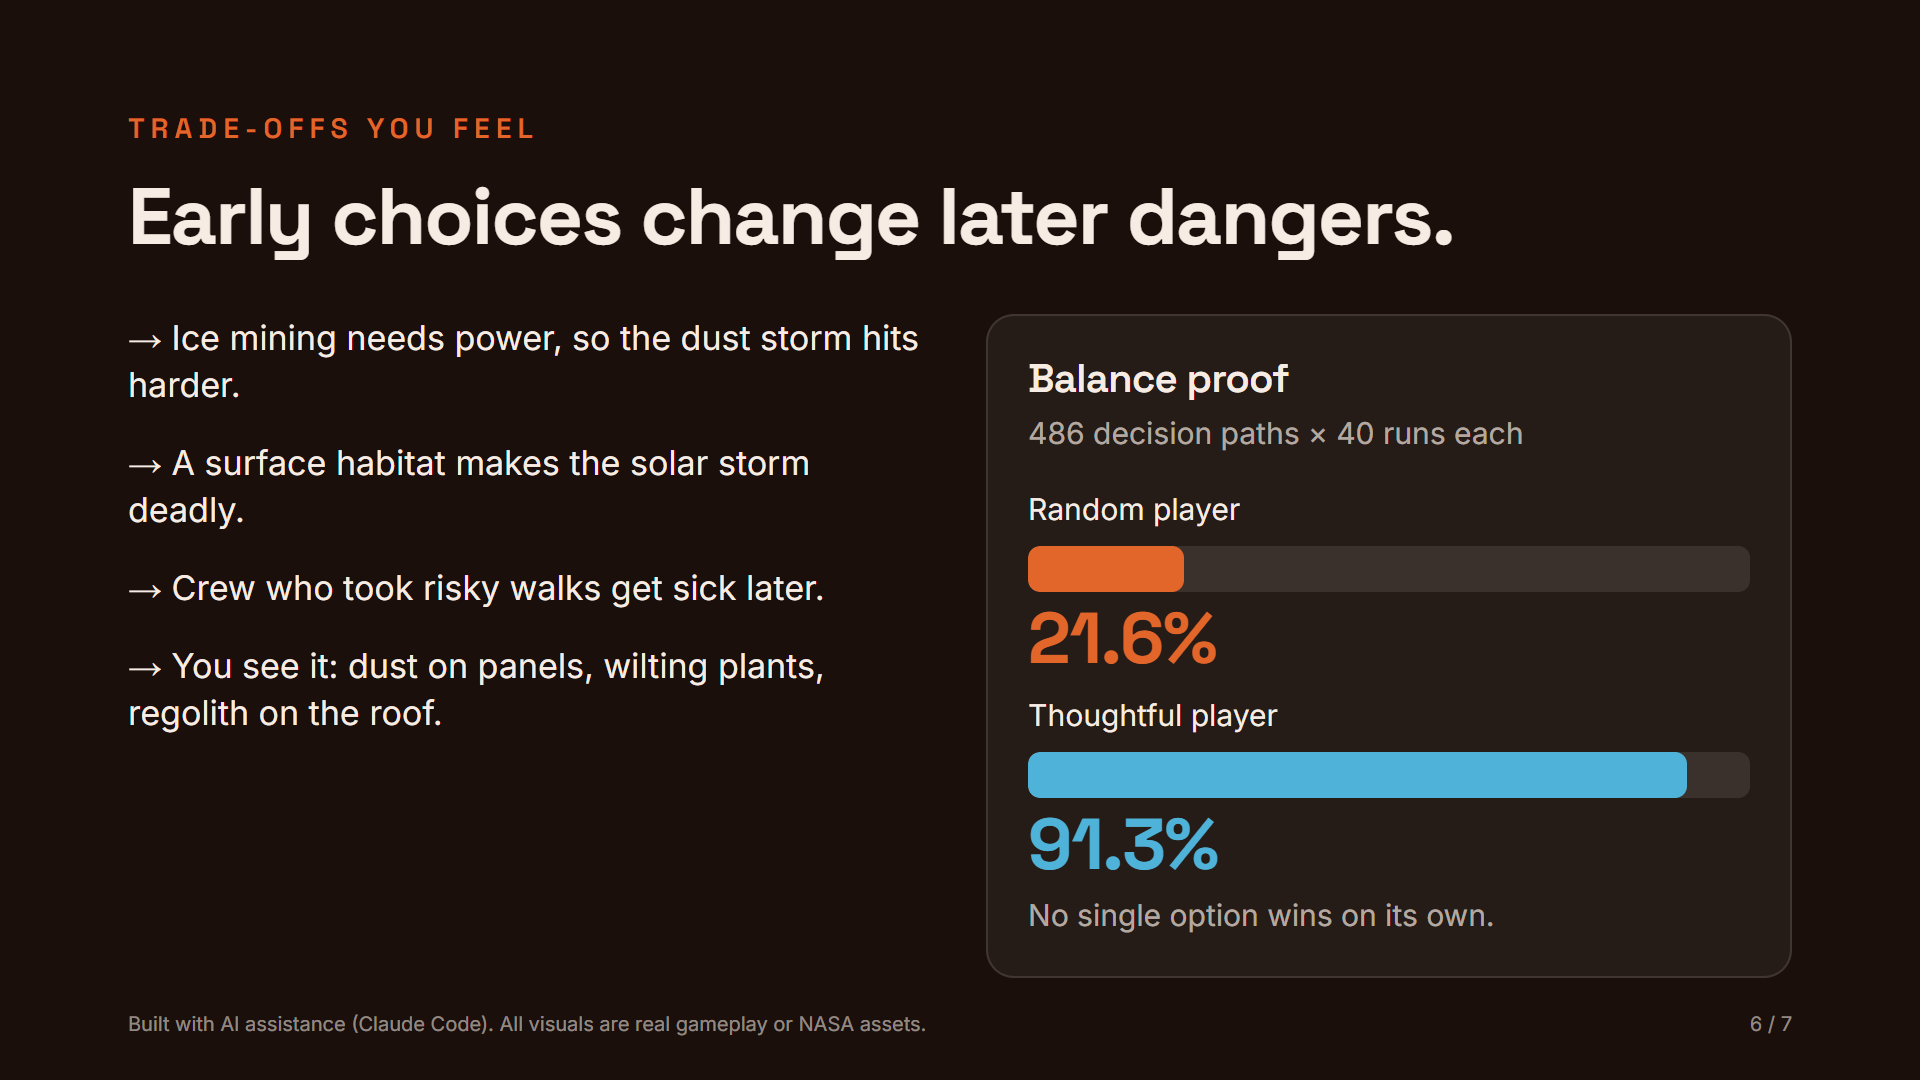 TRADE-OFFS YOU FEEL
Early choices change later dangers.
→ Ice mining needs power, so the dust storm hits
harder.
→ A surface habitat makes the solar storm
deadly.
→ Crew who took risky walks get sick later.
→ You see it: dust on panels, wilting plants,
regolith on the roof.
Balance proof
486 decision paths × 40 runs each
Random player
21.6%
Thoughtful player
91.3%
No single option wins on its own.
Built with AI assistance (Claude Code). All visuals are real gameplay or NASA assets.
6 / 7